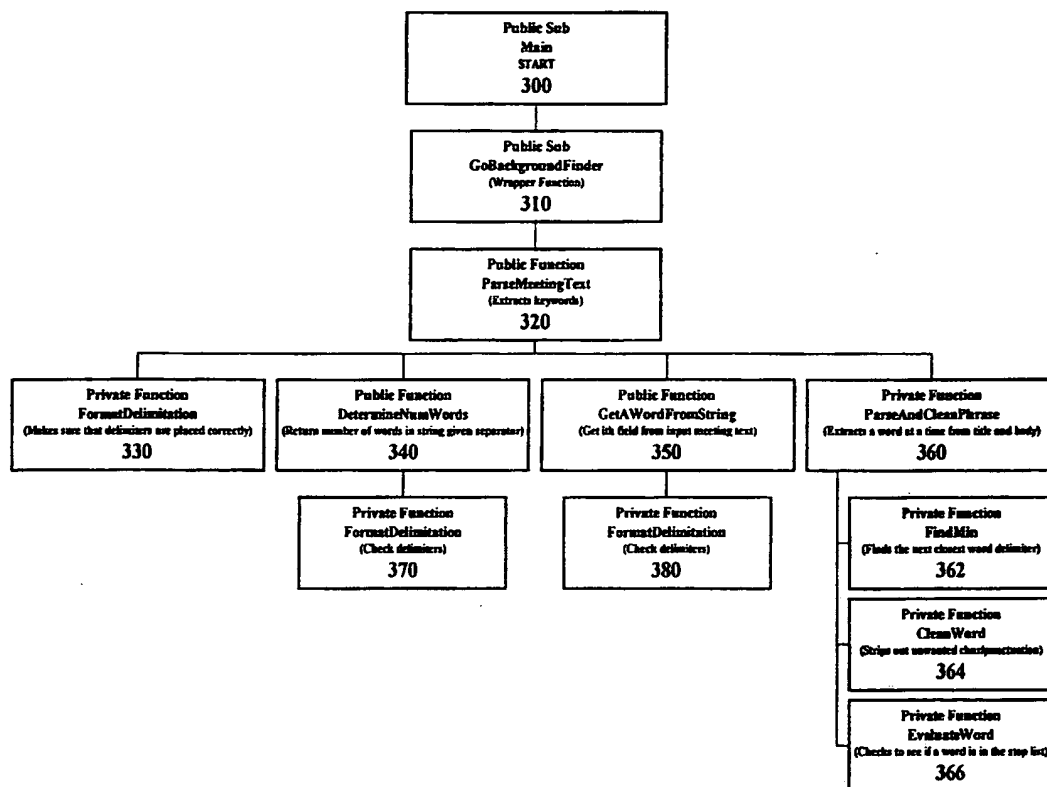 Public Sub
Main
START
300
Public Sub
GoBackgroundFinder
(Wrapper Function)
310
Public Function
ParseMeetingText
(Extracts keywords)
320
Private Function
FormatDelimitation
(Makes sure that delimiters are placed correctly)
330
Public Function
DetermineNumWords
(Return number of words in string given separator)
340
Public Function
GetAWordFromString
(Get ith field from input meeting text)
350
Private Function
ParseAndCleanPhrase
(Extracts a word at a time from title and body)
360
Private Function
FormatDelimitation
(Check delimiters)
370
Private Function
FormatDelimitation
(Check delimiters)
380
Private Function
FindMin
(Finds the next closest word delimiter)
362
Private Function
CleanWord
(Strips out unwanted chars/punctuation)
364
Private Function
EvaluateWord
(Checks to see if a word is in the stop list)
366